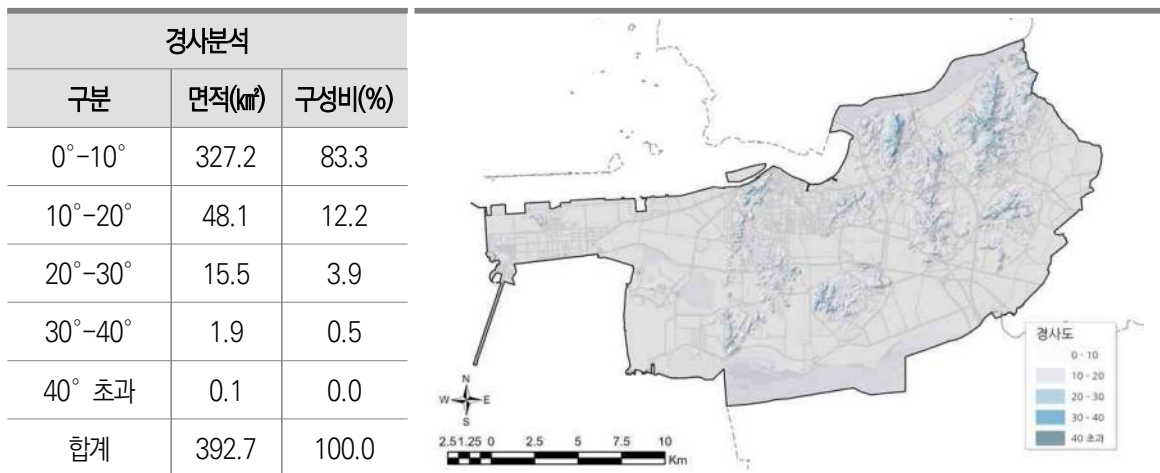 경사분석
구분 면적(㎢) 구성비(%)
0°-10° 327.2 83.3
10°-20° 48.1 12.2
20°-30° 15.5 3.9
30°-40° 1.9 0.5
40° 초과 0.1 0.0
합계 392.7 100.0
경사도
0 - 10
10 - 20
20 - 30
30 - 40
40 초과
N
W E
S
2.5 1.25 0 2.5 5 7.5 10
Km